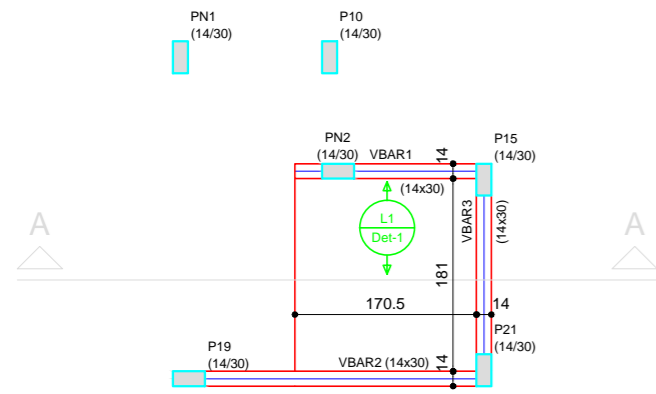 PN1
(14/30)
P10
(14/30)
PN2
(14/30)
VBAR1
14
P15
(14/30)
(14x30)
L1
Det-1
VBAR3
(14x30)
A
A
181
170.5
14
P19
(14/30)
VBAR2 (14x30)
14
P21
(14/30)